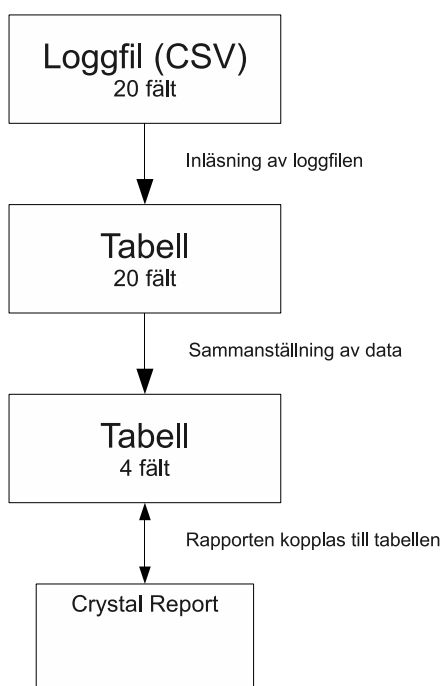 Loggfil (CSV)
20 fält
Inläsning av loggfilen
Tabell
20 fält
Sammanställning av data
Tabell
4 fält
Rapporten kopplas till tabellen
Crystal Report